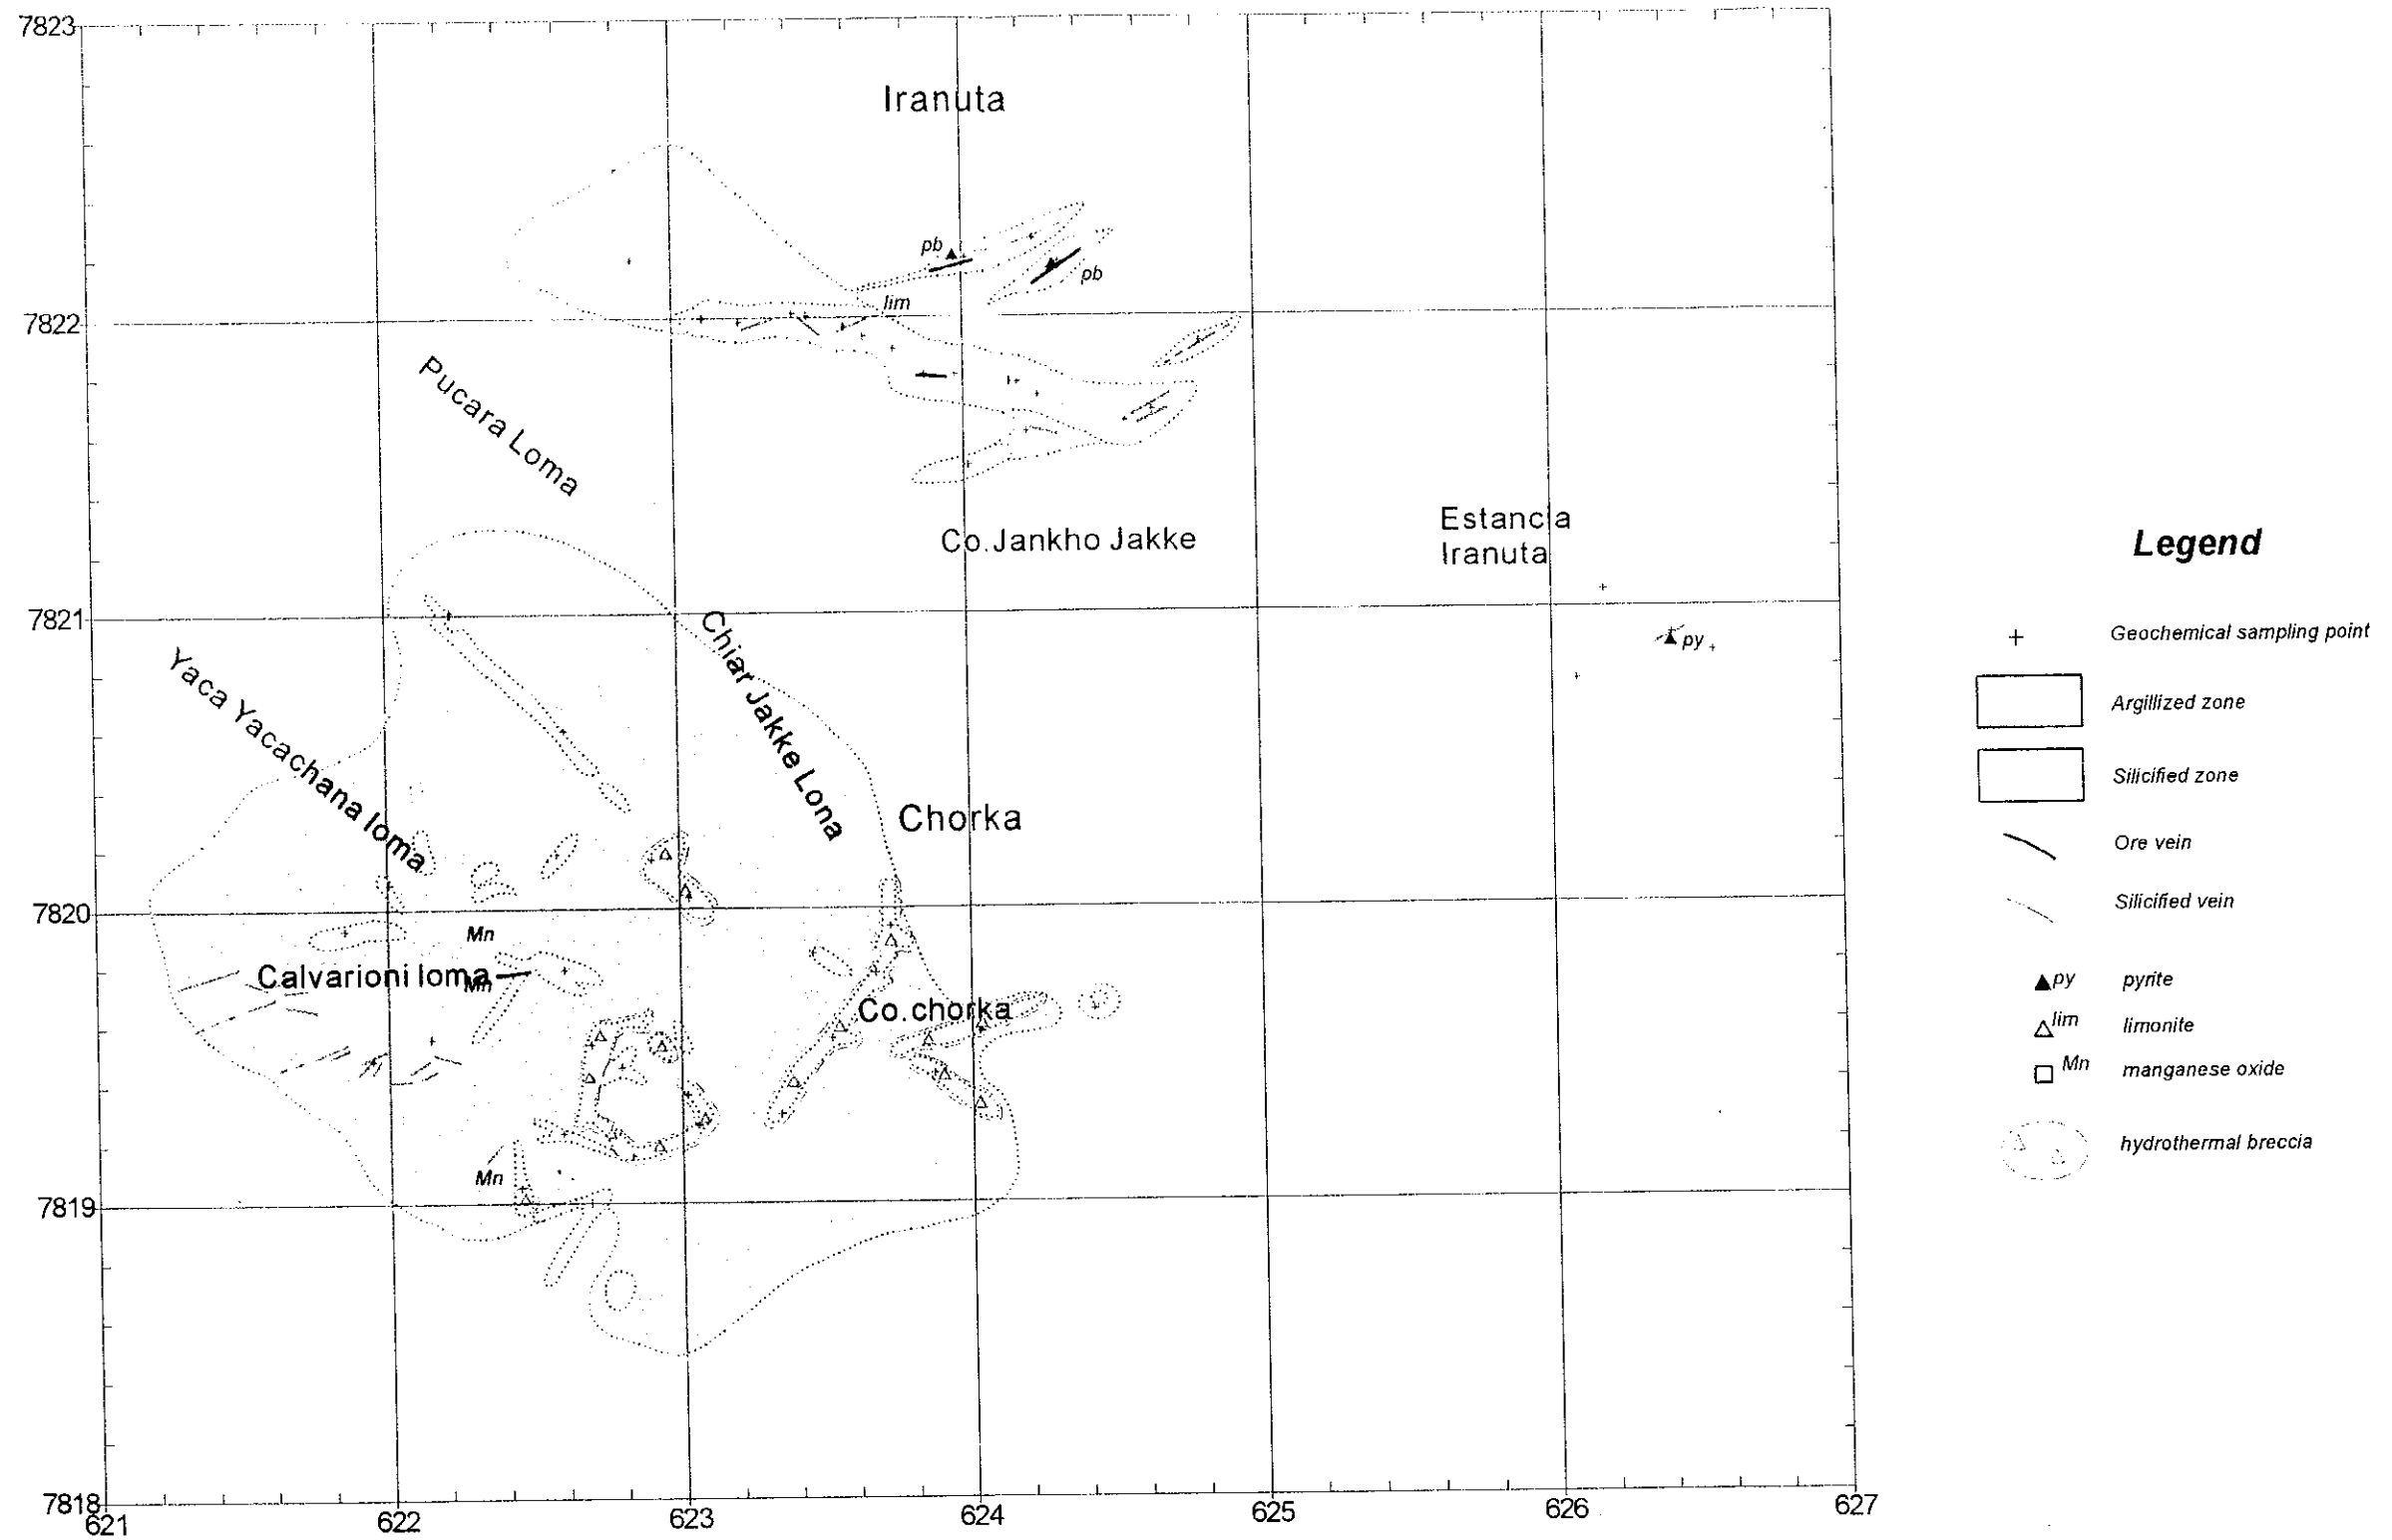 7823
Iranuta
pb
pb
lim
7822
Pucara Loma
Estancia
Iranuta
Co.Jankho Jakke
7821
py
Chiar Jakke Lona
Yaca Yacachana loma
Chorka
7820
Mn
Calvarioni loma
Mn
Co.chorka
Mn
7819
7818
621
622
623
624
625
626
627
Legend
Geochemical sampling point
Argillized zone
Silicified zone
Ore vein
Silicified vein
py pyrite
lim limonite
Mn manganese oxide
hydrothermal breccia